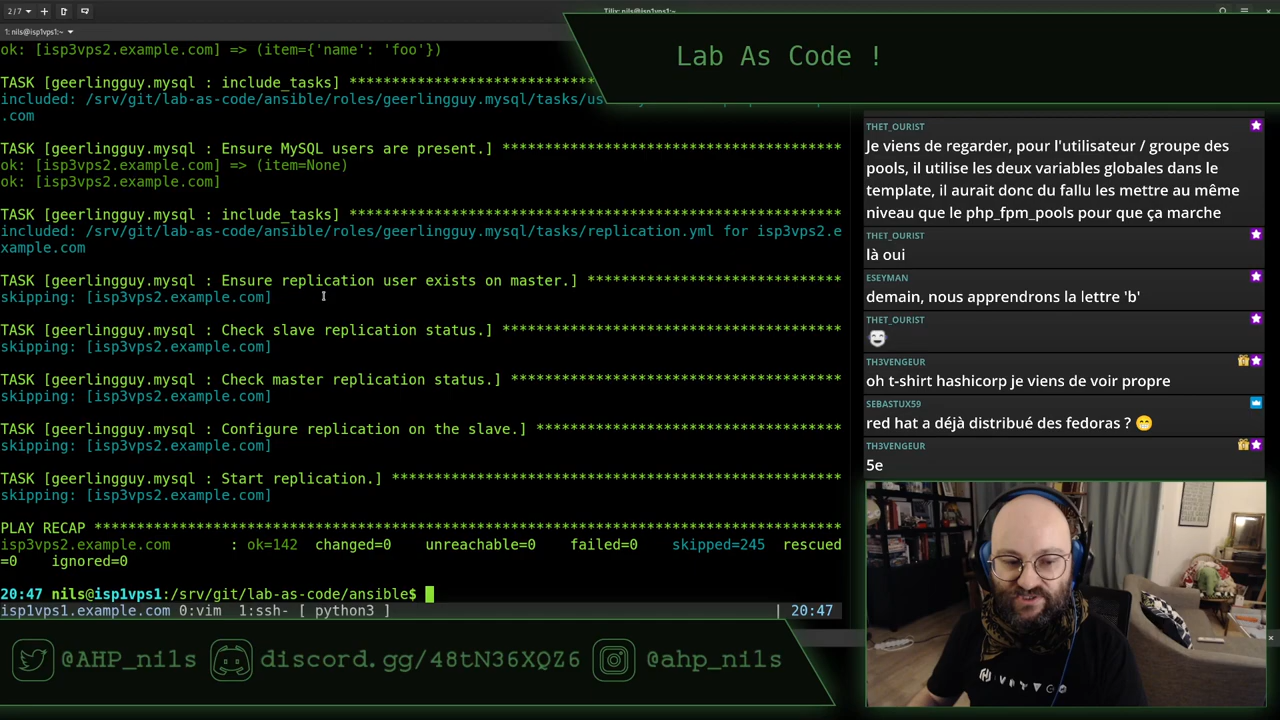 2/7
Tilix: nils@isp1vps1:~
1: nils@isp1vps1:~
Lab As Code !
ok: [isp3vps2.example.com] => (item={'name': 'foo'})
TASK [geerlingguy.mysql : include_tasks] *****************************
included: /srv/git/lab-as-code/ansible/roles/geerlingguy.mysql/tasks/us
.com
TASK [geerlingguy.mysql : Ensure MySQL users are present.] ****************************************
ok: [isp3vps2.example.com] => (item=None)
ok: [isp3vps2.example.com]
TASK [geerlingguy.mysql : include_tasks] ***********************************************************
included: /srv/git/lab-as-code/ansible/roles/geerlingguy.mysql/tasks/replication.yml for isp3vps2.e
xample.com
TASK [geerlingguy.mysql : Ensure replication user exists on master.] ******************************
skipping: [isp3vps2.example.com]
TASK [geerlingguy.mysql : Check slave replication status.] ****************************************
skipping: [isp3vps2.example.com]
TASK [geerlingguy.mysql : Check master replication status.] ***************************************
skipping: [isp3vps2.example.com]
TASK [geerlingguy.mysql : Configure replication on the slave.] ************************************
skipping: [isp3vps2.example.com]
TASK [geerlingguy.mysql : Start replication.] *****************************************************
skipping: [isp3vps2.example.com]
PLAY RECAP ****************************************************************************************
isp3vps2.example.com : ok=142 changed=0 unreachable=0 failed=0 skipped=245 rescued
=0 ignored=0
20:47 nils@isp1vps1:/srv/git/lab-as-code/ansible$
isp1vps1.example.com 0:vim 1:ssh- [ python3 ] | 20:47
THET_OURIST
Je viens de regarder, pour l'utilisateur / groupe des
pools, il utilise les deux variables globales dans le
template, il aurait donc du fallu les mettre au même
niveau que le php_fpm_pools pour que ça marche
THET_OURIST
là oui
ESEYMAN
demain, nous apprendrons la lettre 'b'
THET_OURIST
TH3VENGEUR
oh t-shirt hashicorp je viens de voir propre
SEBASTUX59
red hat a déjà distribué des fedoras ? 😁
TH3VENGEUR
5e
@AHP_nils
discord.gg/48tN36XQZ6
@ahp_nils